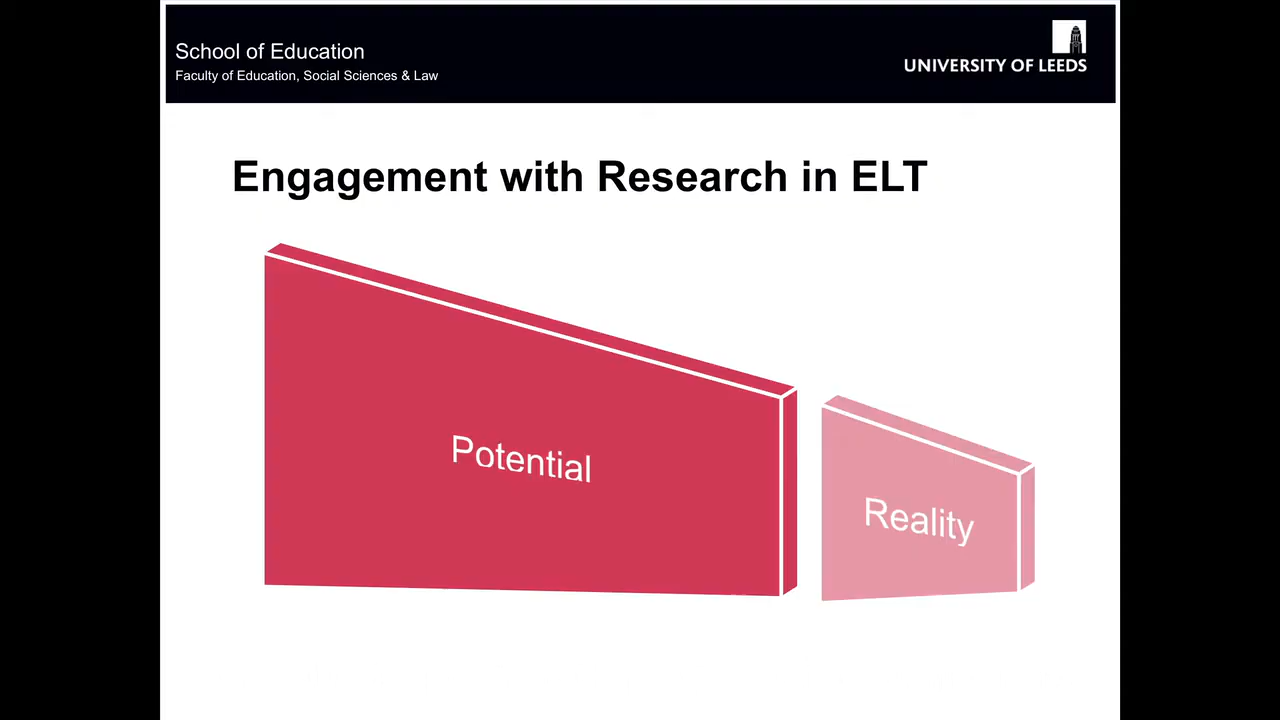 School of Education
Faculty of Education, Social Sciences & Law
UNIVERSITY OF LEEDS
Engagement with Research in ELT
Potential
Reality